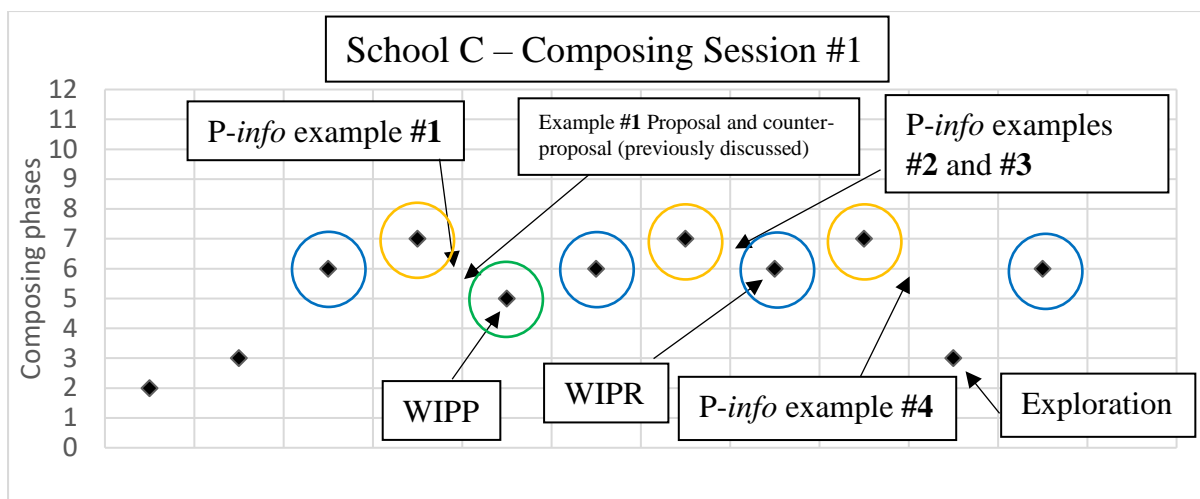 School C – Composing Session #1
12
11
10
9
8
7
6
5
4
3
2
1
0
Composing phases
P-info example #1
Example #1 Proposal and counter-
proposal (previously discussed)
P-info examples
#2 and #3
WIPP
WIPR
P-info example #4
Exploration